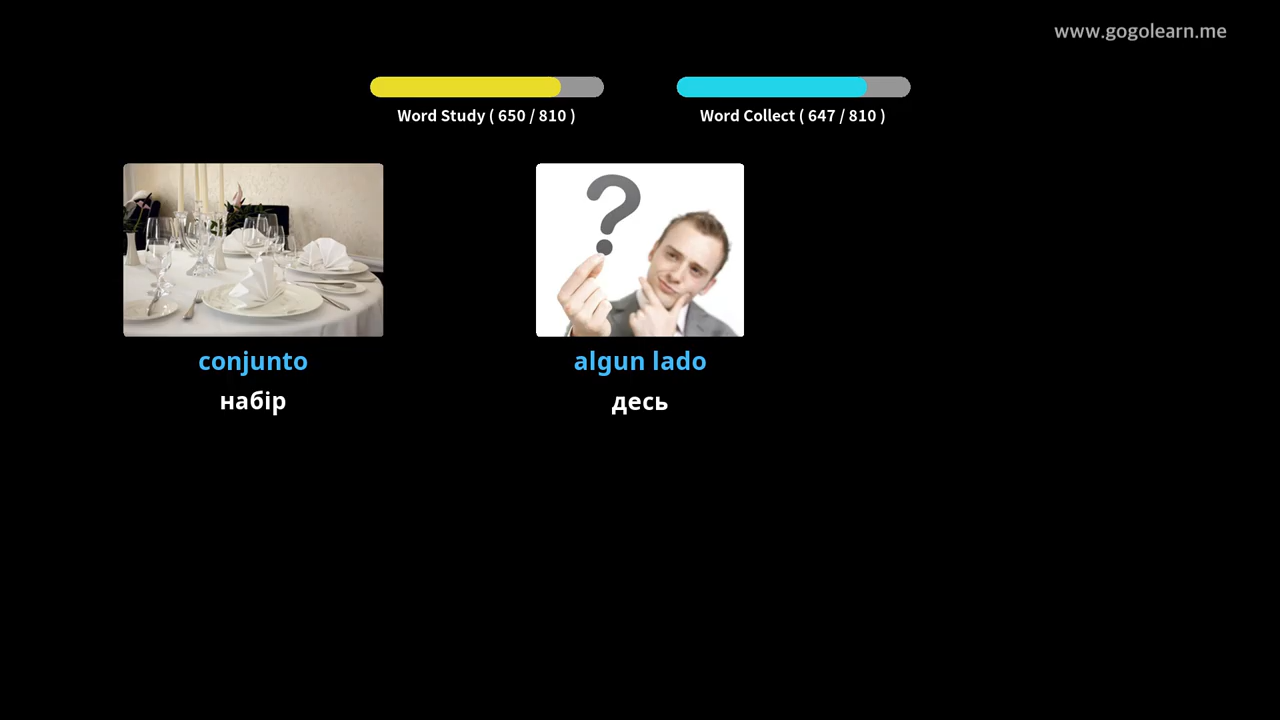 www.gogolearn.me
Word Study ( 650 / 810 )
Word Collect ( 647 / 810 )
conjunto
algun lado
набір
десь